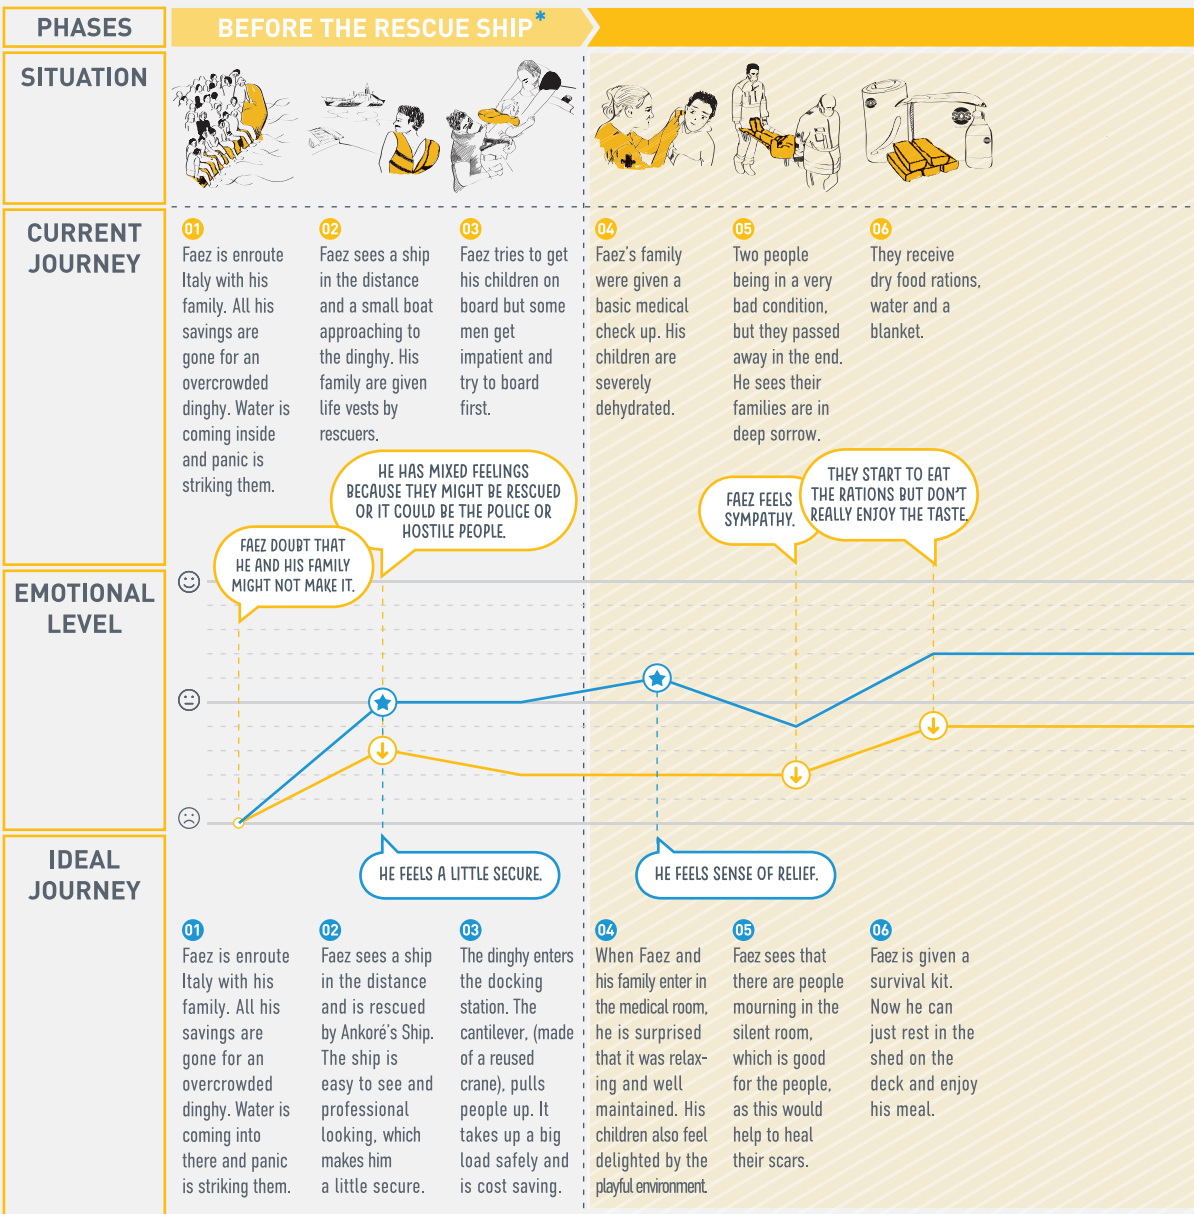 PHASES
BEFORE THE RESCUE SHIP*
SITUATION
CURRENT
JOURNEY
01
Faez is enroute
Italy with his
family. All his
savings are
gone for an
overcrowded
dinghy. Water is
coming inside
and panic is
striking them.
02
Faez sees a ship
in the distance
and a small boat
approaching to
the dinghy. His
family are given
life vests by
rescuers.
03
Faez tries to get
his children on
board but some
men get
impatient and
try to board
first.
04
Faez's family
were given a
basic medical
check up. His
children are
severely
dehydrated.
05
Two people
being in a very
bad condition,
but they passed
away in the end.
He sees their
families are in
deep sorrow.
06
They receive
dry food rations,
water and a
blanket.
FAEZ DOUBT THAT
HE AND HIS FAMILY
MIGHT NOT MAKE IT.
HE HAS MIXED FEELINGS
BECAUSE THEY MIGHT BE RESCUED
OR IT COULD BE THE POLICE OR
HOSTILE PEOPLE.
FAEZ FEELS
SYMPATHY.
THEY START TO EAT
THE RATIONS BUT DON'T
REALLY ENJOY THE TASTE.
EMOTIONAL
LEVEL
HE FEELS A LITTLE SECURE.
HE FEELS SENSE OF RELIEF.
IDEAL
JOURNEY
01
Faez is enroute
Italy with his
family. All his
savings are
gone for an
overcrowded
dinghy. Water is
coming into
there and panic
is striking them.
02
Faez sees a ship
in the distance
and is rescued
by Ankoré's Ship.
The ship is
easy to see and
professional
looking, which
makes him
a little secure.
03
The dinghy enters
the docking
station. The
cantilever, (made
of a reused
crane), pulls
people up. It
takes up a big
load safely and
is cost saving.
04
When Faez and
his family enter in
the medical room,
he is surprised
that it was relax-
ing and well
maintained. His
children also feel
delighted by the
playful environment.
05
Faez sees that
there are people
mourning in the
silent room,
which is good
for the people,
as this would
help to heal
their scars.
06
Faez is given a
survival kit.
Now he can
just rest in the
shed on the
deck and enjoy
his meal.